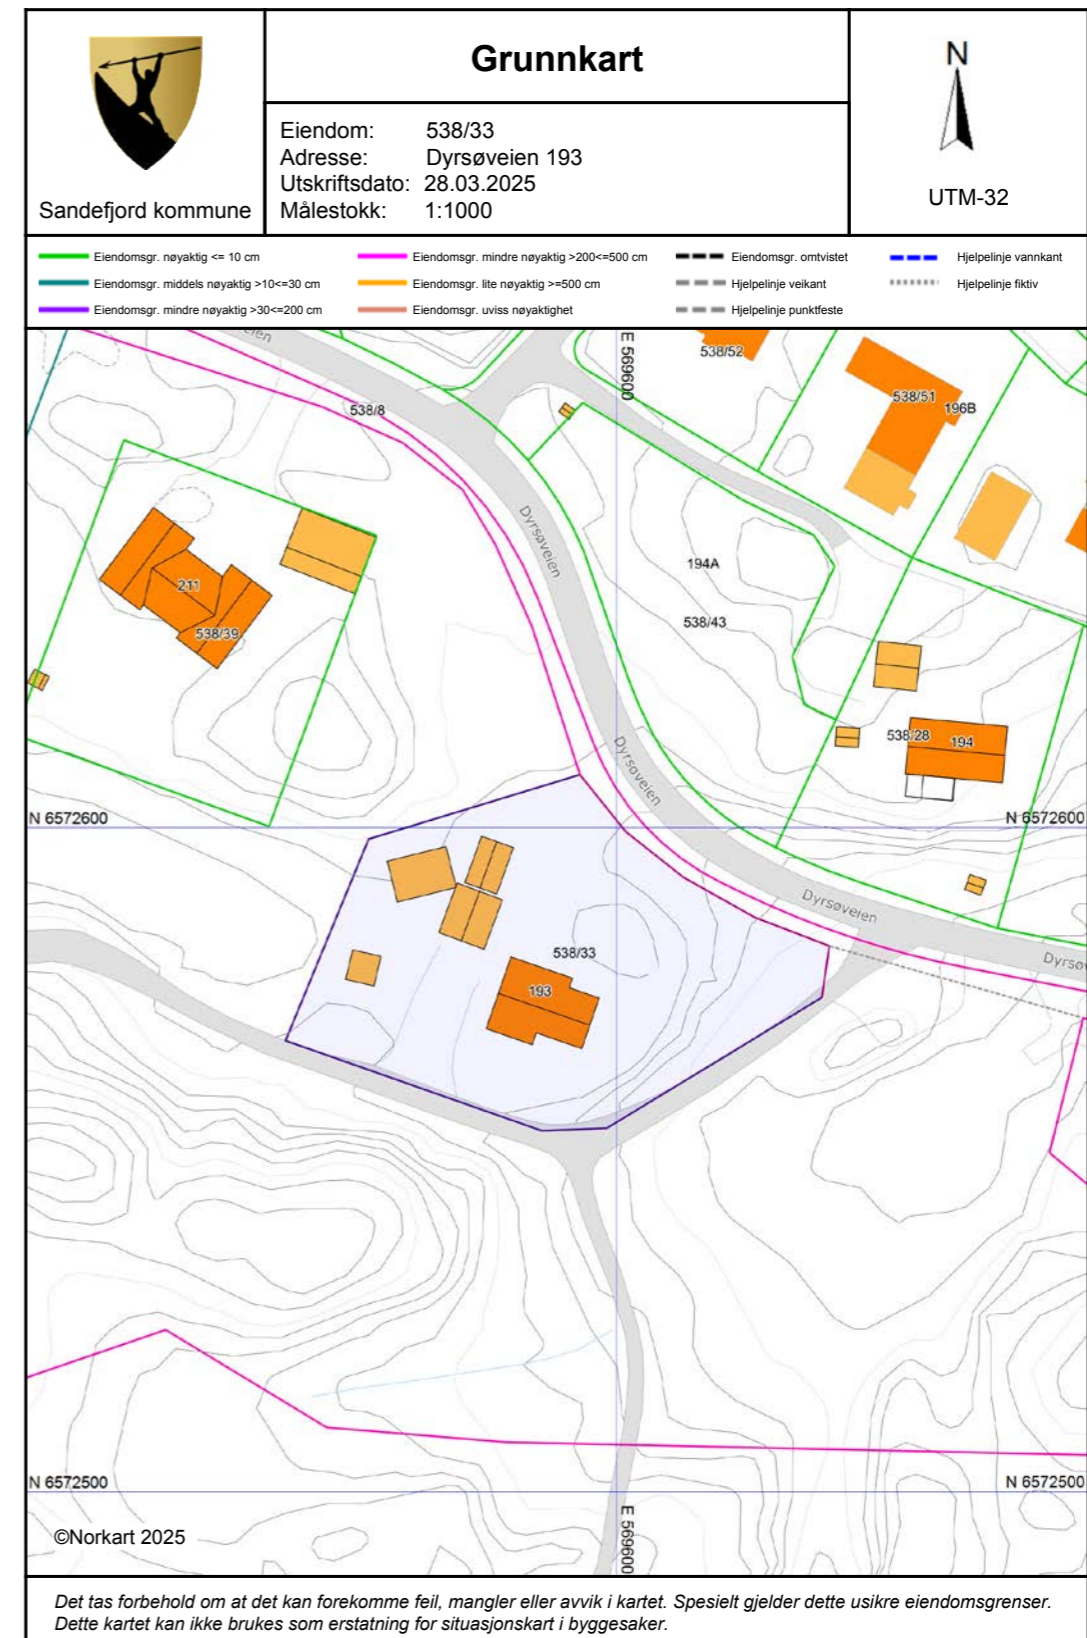 Grunnkart
Sandefjord kommune
Eiendom: 538/33
Adresse: Dyrsøveien 193
Utskriftsdato: 28.03.2025
Målestokk: 1:1000
N
UTM-32
Eiendomsgr. nøyaktig <= 10 cm
Eiendomsgr. middels nøyaktig >10<=30 cm
Eiendomsgr. mindre nøyaktig >30<=200 cm
Eiendomsgr. mindre nøyaktig >200<=500 cm
Eiendomsgr. lite nøyaktig >=500 cm
Eiendomsgr. uviss nøyaktighet
Eiendomsgr. omtvistet
Hjelpelinje veikant
Hjelpelinje punktfeste
Hjelpelinje vannkant
Hjelpelinje fiktiv
eien
E 569600
538/52
538/51
196B
538/8
Dyrsøveien
194A
211
538/43
538/39
538/28
194
Dyrsøveien
N 6572600
N 6572600
Dyrsøveien
538/33
Dyrsø
193
N 6572500
N 6572500
E 569600
©Norkart 2025
Det tas forbehold om at det kan forekomme feil, mangler eller avvik i kartet. Spesielt gjelder dette usikre eiendomsgrenser.
Dette kartet kan ikke brukes som erstatning for situasjonskart i byggesaker.